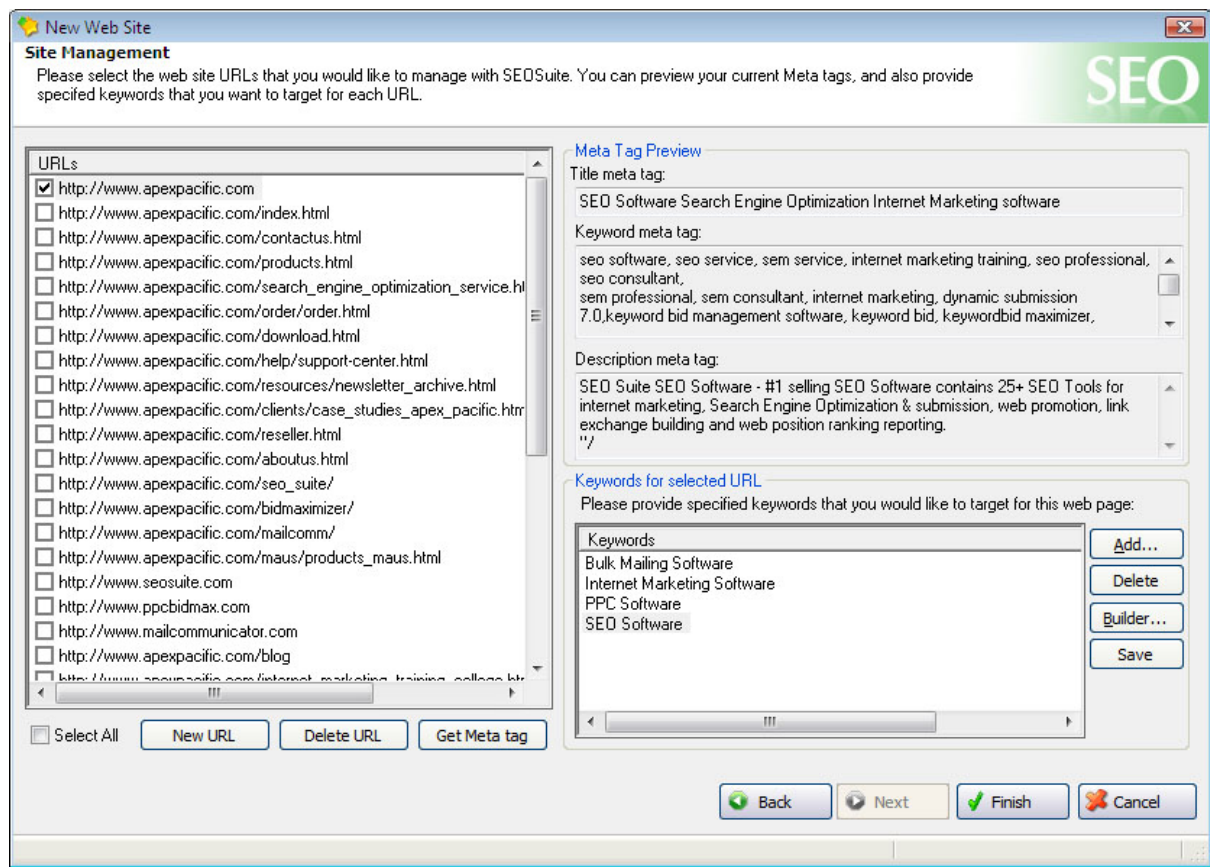 New Web Site
Site Management
Please select the web site URLs that you would like to manage with SEOSuite. You can preview your current Meta tags, and also provide
specifed keywords that you want to target for each URL.
SEO
URLs
http://www.apexpacific.com
http://www.apexpacific.com/index.html
http://www.apexpacific.com/contactus.html
http://www.apexpacific.com/products.html
http://www.apexpacific.com/search_engine_optimization_service.ht
http://www.apexpacific.com/order/order.html
http://www.apexpacific.com/download.html
http://www.apexpacific.com/help/support-center.html
http://www.apexpacific.com/resources/newsletter_archive.html
http://www.apexpacific.com/clients/case_studies_apex_pacific.htm
http://www.apexpacific.com/reseller.html
http://www.apexpacific.com/aboutus.html
http://www.apexpacific.com/seo_suite/
http://www.apexpacific.com/bidmaximizer/
http://www.apexpacific.com/mailcomm/
http://www.apexpacific.com/maus/products_maus.html
http://www.seosuite.com
http://www.ppcbidmax.com
http://www.mailcommunicator.com
http://www.apexpacific.com/blog
Select All
New URL
Delete URL
Get Meta tag
Meta Tag Preview
Title meta tag:
SEO Software Search Engine Optimization Internet Marketing software
Keyword meta tag:
seo software, seo service, sem service, internet marketing training, seo professional,
seo consultant,
sem professional, sem consultant, internet marketing, dynamic submission
7.0,keyword bid management software, keyword bid, keywordbid maximizer,
Description meta tag:
SEO Suite SEO Software - #1 selling SEO Software contains 25+ SEO Tools for
internet marketing, Search Engine Optimization & submission, web promotion, link
exchange building and web position ranking reporting.
"/
Keywords for selected URL
Please provide specified keywords that you would like to target for this web page:
Keywords
Bulk Mailing Software
Internet Marketing Software
PPC Software
SEO Software
Add...
Delete
Builder...
Save
Back
Next
Finish
Cancel